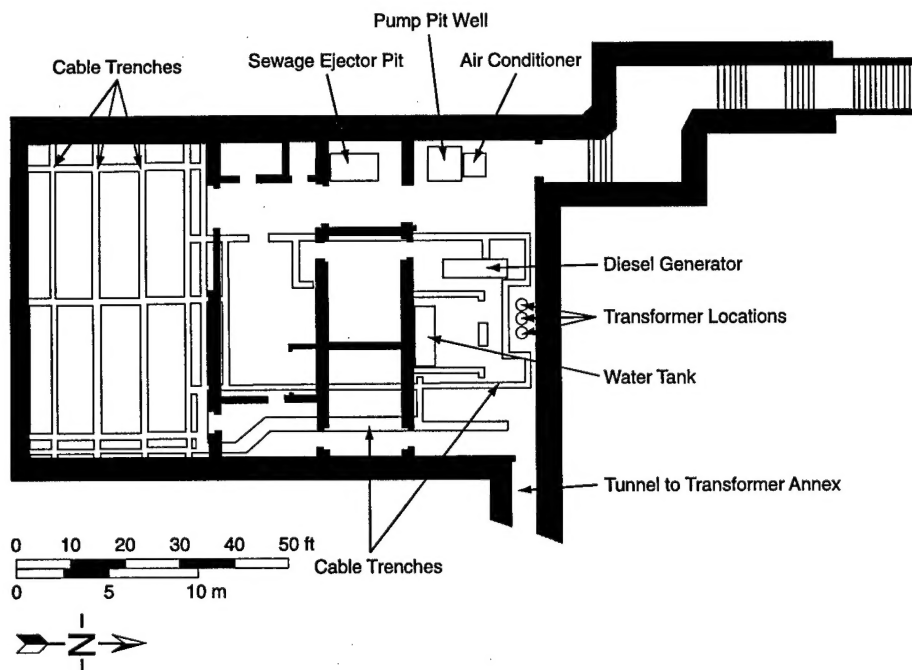 Pump Pit Well
Cable Trenches
Sewage Ejector Pit
Air Conditioner
Diesel Generator
Transformer Locations
Water Tank
Tunnel to Transformer Annex
0 10 20 30 40 50 ft
Cable Trenches
0 5 10 m
N